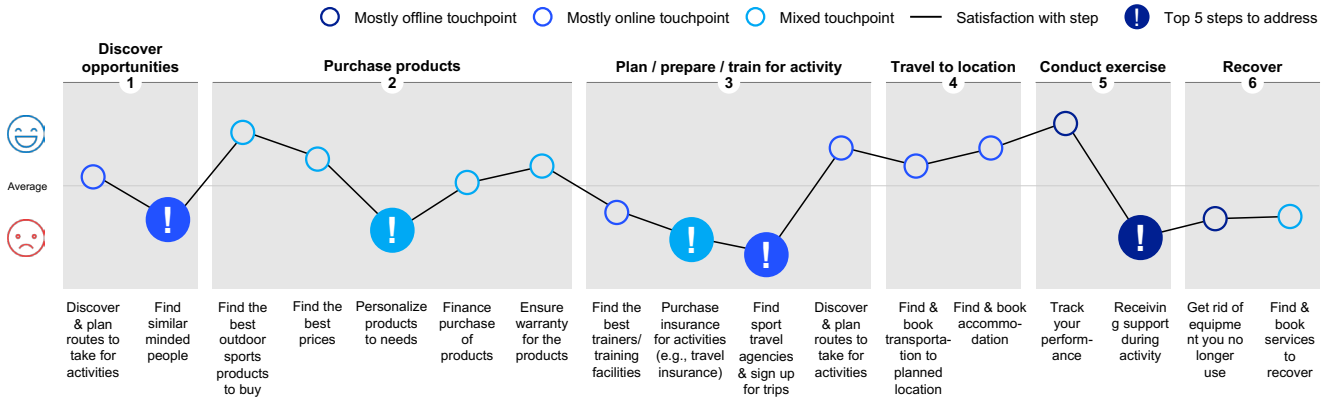 Mostly offline touchpoint
Mostly online touchpoint
Mixed touchpoint
Satisfaction with step
! Top 5 steps to address
Discover
opportunities
1
Purchase products
2
Plan / prepare / train for activity
3
Travel to location
4
Conduct exercise
5
Recover
6
Average
!
!
!
!
!
Discover
& plan
routes to
take for
activities
Find
similar
minded
people
Find the
best
outdoor
sports
products
to buy
Find the
best
prices
Personalize
products
to needs
Finance
purchase
of
products
Ensure
warranty
for the
products
Find the
best
trainers/
training
facilities
Purchase
insurance
for activities
(e.g., travel
insurance)
Find
sport
travel
agencies
& sign up
for trips
Discover
& plan
routes to
take for
activities
Find &
book
transporta-
tion to
planned
location
Find & book
accommo-
dation
Track
your
perform-
ance
Receivin
g support
during
activity
Get rid of
equipme
nt you no
longer
use
Find &
book
services
to
recover